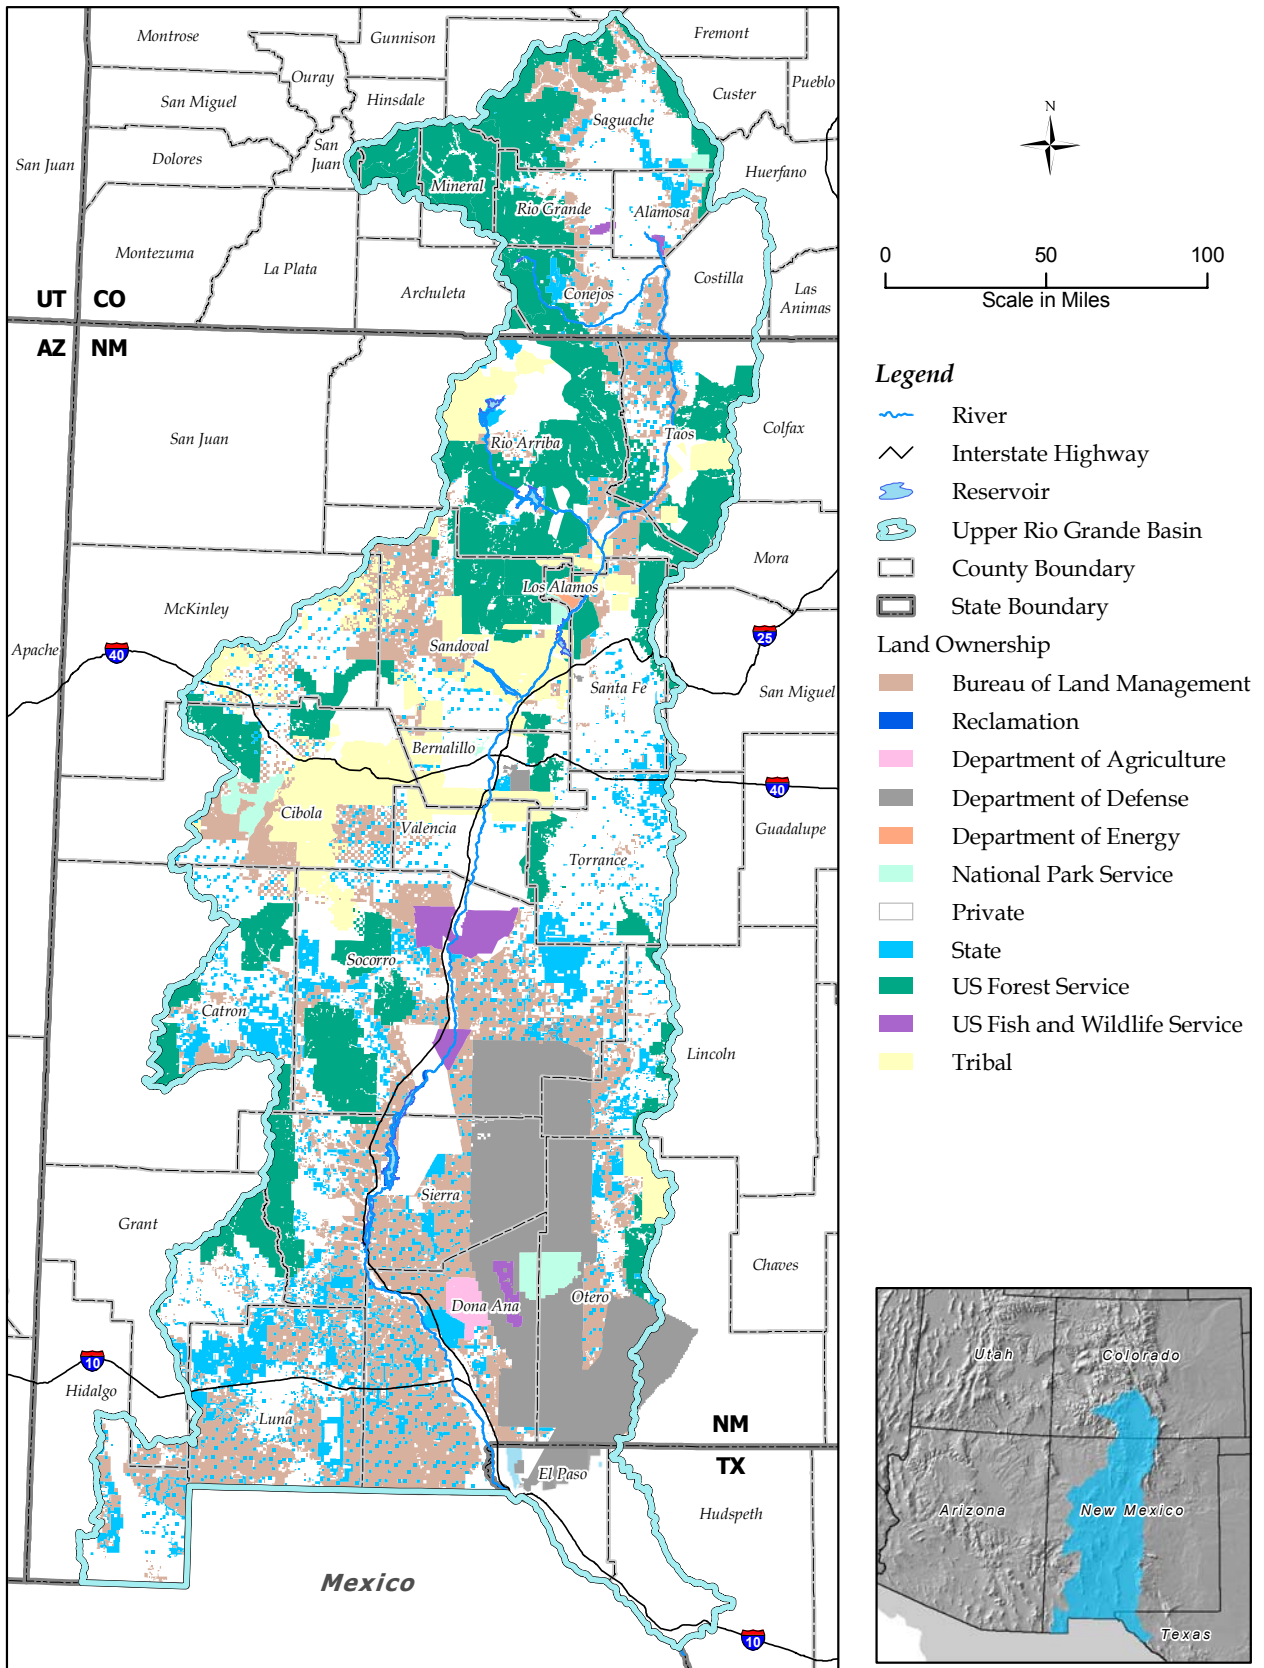 Montrose
Gunnison
Fremont
Ouray
Pueblo
San Miguel
Hinsdale
Custer
Saguache
San Juan
Dolores
San
Juan
Huerfano
Mineral
Rio Grande
Alamosa
Montezuma
La Plata
Archuleta
Conejos
Costilla
Las
Animas
UT CO
AZ NM
San Juan
Rio Arriba
Taos
Colfax
Mora
Los Alamos
McKinley
Apache
40
Sandoval
25
Santa Fe
San Miguel
Bernalillo
40
Cibola
Valencia
Guadalupe
Torrance
Socorro
Catron
Lincoln
Sierra
Grant
Chaves
Dona Ana
Otero
10
Hidalgo
Luna
NM
TX
El Paso
Hudspeth
Mexico
10
N
0 50 100
Scale in Miles
Legend
River
Interstate Highway
Reservoir
Upper Rio Grande Basin
County Boundary
State Boundary
Land Ownership
Bureau of Land Management
Reclamation
Department of Agriculture
Department of Defense
Department of Energy
National Park Service
Private
State
US Forest Service
US Fish and Wildlife Service
Tribal
Utah
Colorado
Arizona
New Mexico
Texas